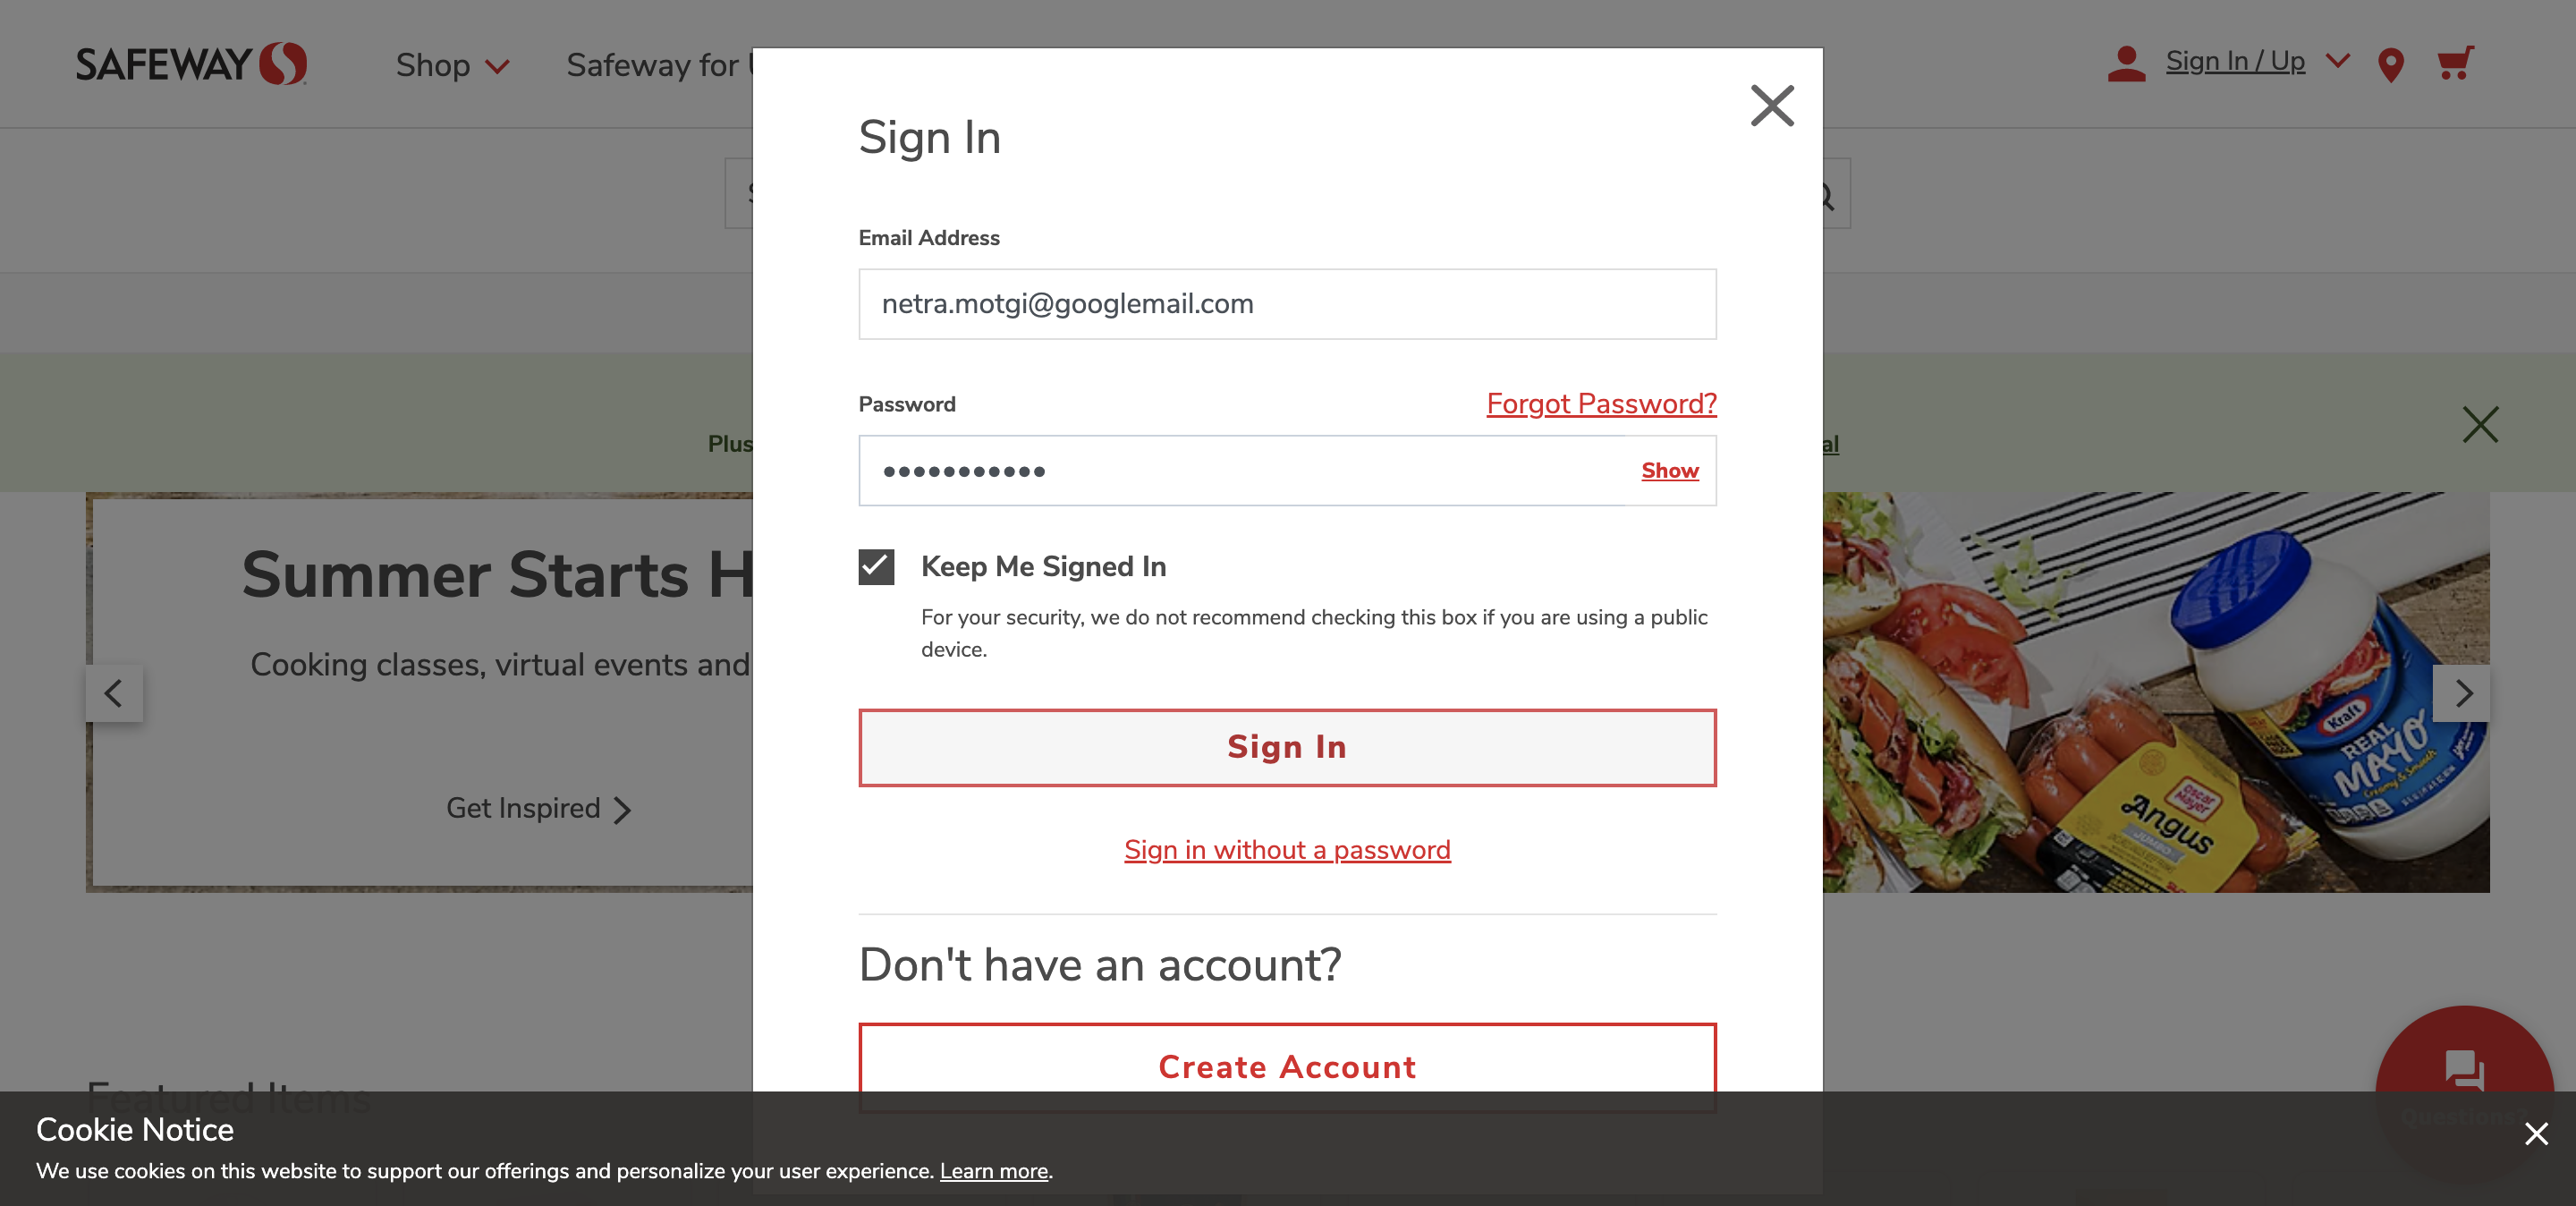 SAFEWAY
Shop
Safeway for
Sign In / Up
Sign In
Email Address
netra.motgi@googlemail.com
Password
Forgot Password?
•••••••••••
Show
Plus
al
Keep Me Signed In
For your security, we do not recommend checking this box if you are using a public
device.
Summer Starts H
Cooking classes, virtual events and
Get Inspired
Sign In
Sign in without a password
Don't have an account?
Create Account
Kraft
REAL
MAYO
Creamy & Smooth
Oscar
Mayer
Angus
JUMBO
Featured Items
Questions?
Cookie Notice
We use cookies on this website to support our offerings and personalize your user experience. Learn more.